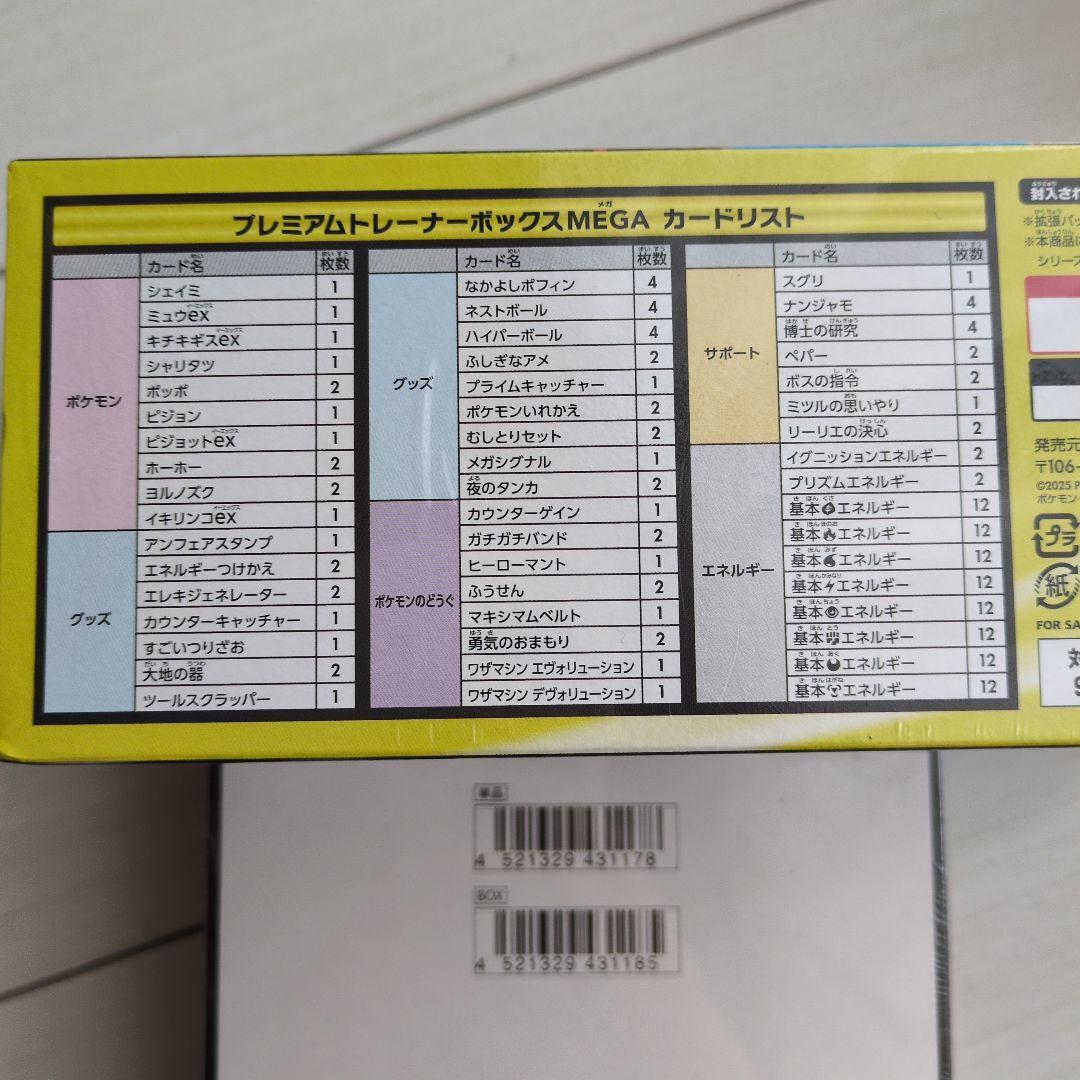 プレミアムトレーナーボックスMEGA カードリスト
カード名 枚数
ポケモン
シェイミ 1
ミュウex 1
キチキギスex 1
シャリタツ 1
ポッポ 2
ピジョン 1
ピジョットex 1
ホーホー 2
ヨルノズク 2
イキリンコex 1
グッズ
アンフェアスタンプ 1
エネルギーつけかえ 2
エレキジェネレーター 2
カウンターキャッチャー 1
すごいつりざお 1
大地の器 2
ツールスクラッパー 1
カード名 枚数
グッズ
なかよしポフィン 4
ネストボール 4
ハイパーボール 4
ふしぎなアメ 2
プライムキャッチャー 1
ポケモンいれかえ 2
むしとりセット 2
メガシグナル 1
夜のタンカ 2
ポケモンのどうぐ
カウンターゲイン 1
ガチガチバンド 2
ヒーローマント 1
ふうせん 2
マキシマムベルト 1
勇気のおまもり 2
ワザマシン エヴォリューション 1
ワザマシン デヴォリューション 1
カード名 枚数
サポート
スグリ 1
ナンジャモ 4
博士の研究 4
ペパー 2
ボスの指令 2
ミツルの思いやり 1
リーリエの決心 2
エネルギー
イグニッションエネルギー 2
プリズムエネルギー 2
基本エネルギー 12
基本エネルギー 12
基本エネルギー 12
基本エネルギー 12
基本エネルギー 12
基本エネルギー 12
基本エネルギー 12
基本エネルギー 12
封入され
※拡張パッ
※本商品に
シリーズ
発売元
〒106-
©2025 P
ポケモン
プラ
紙
FOR SA
対
単品
4 521329 431178
BOX
4 521329 431185